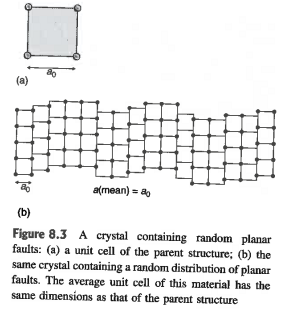 a₀
(a)
a₀
a(mean) = a₀
(b)
Figure 8.3 A crystal containing random planar
faults: (a) a unit cell of the parent structure; (b) the
same crystal containing a random distribution of planar
faults. The average unit cell of this material has the
same dimensions as that of the parent structure